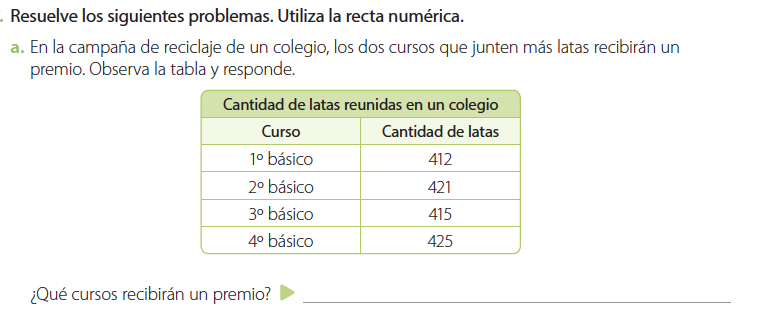 . Resuelve los siguientes problemas. Utiliza la recta numérica.
a. En la campaña de reciclaje de un colegio, los dos cursos que junten más latas recibirán un
premio. Observa la tabla y responde.
Cantidad de latas reunidas en un colegio
Curso Cantidad de latas
1º básico 412
2º básico 421
3º básico 415
4º básico 425
¿Qué cursos recibirán un premio?